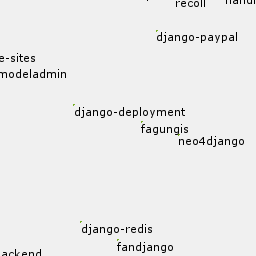 recoll
django-paypal
e-sites
modeladmin
django-deployment
fagungis
neo4django
django-redis
fandjango
ackend